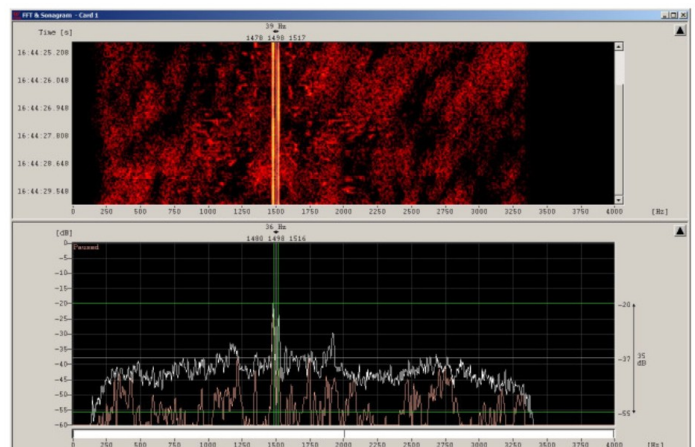 FFT & Sonagram - Card 1
Time [s]
39 Hz
1478 1498 1517
16:44:25.200
16:44:26.040
16:44:26.940
16:44:27.800
16:44:28.640
16:44:29.540
0 250 500 750 1000 1250 1500 1750 2000 2250 2500 2750 3000 3250 3500 3750 4000 [Hz]
[dB]
36 Hz
1480 1498 1516
Paused
0
-5
-10
-15
-20
-25
-30
-35
-40
-45
-50
-55
-60
-20
-37
35
dB
-55
0 250 500 750 1000 1250 1500 1750 2000 2250 2500 2750 3000 3250 3500 3750 4000 [Hz]